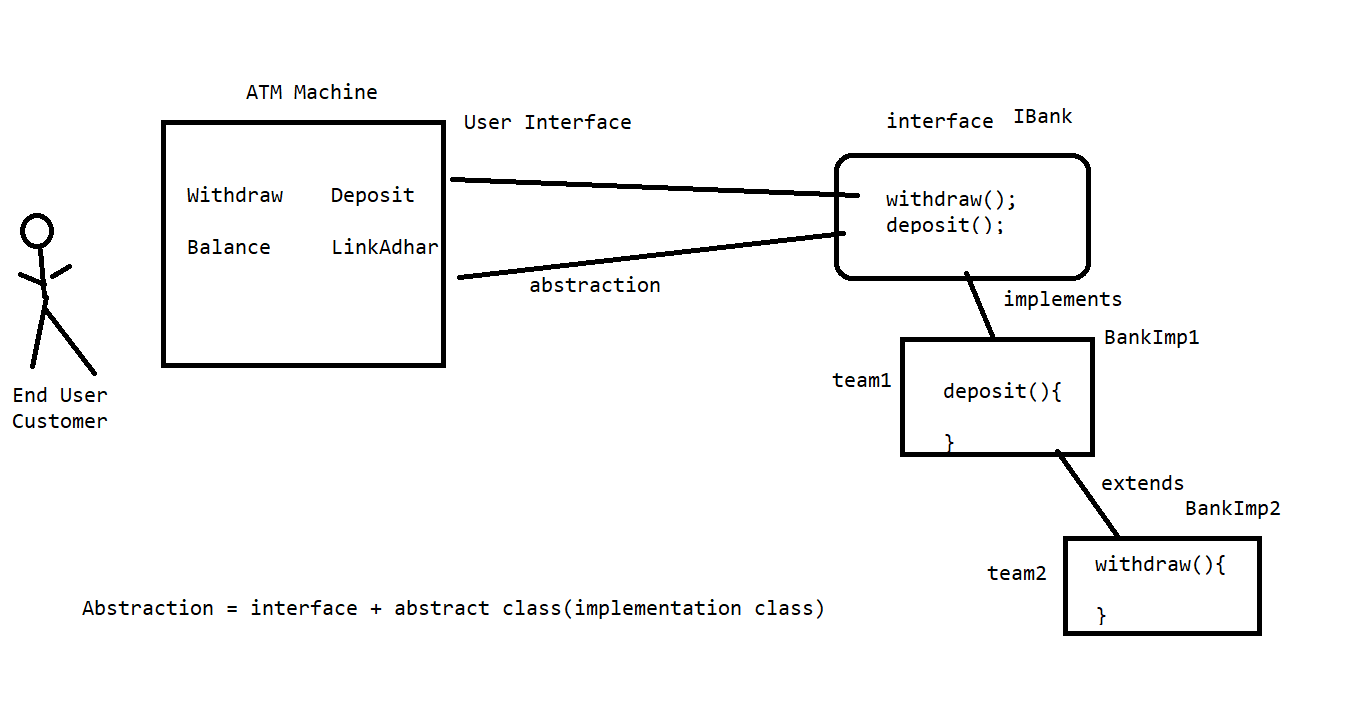 ATM Machine
User Interface
interface IBank
Withdraw Deposit
Balance LinkAdhar
withdraw();
deposit();
abstraction
implements
BankImp1
team1
deposit(){
}
End User
Customer
extends
BankImp2
team2
withdraw(){
}
Abstraction = interface + abstract class(implementation class)